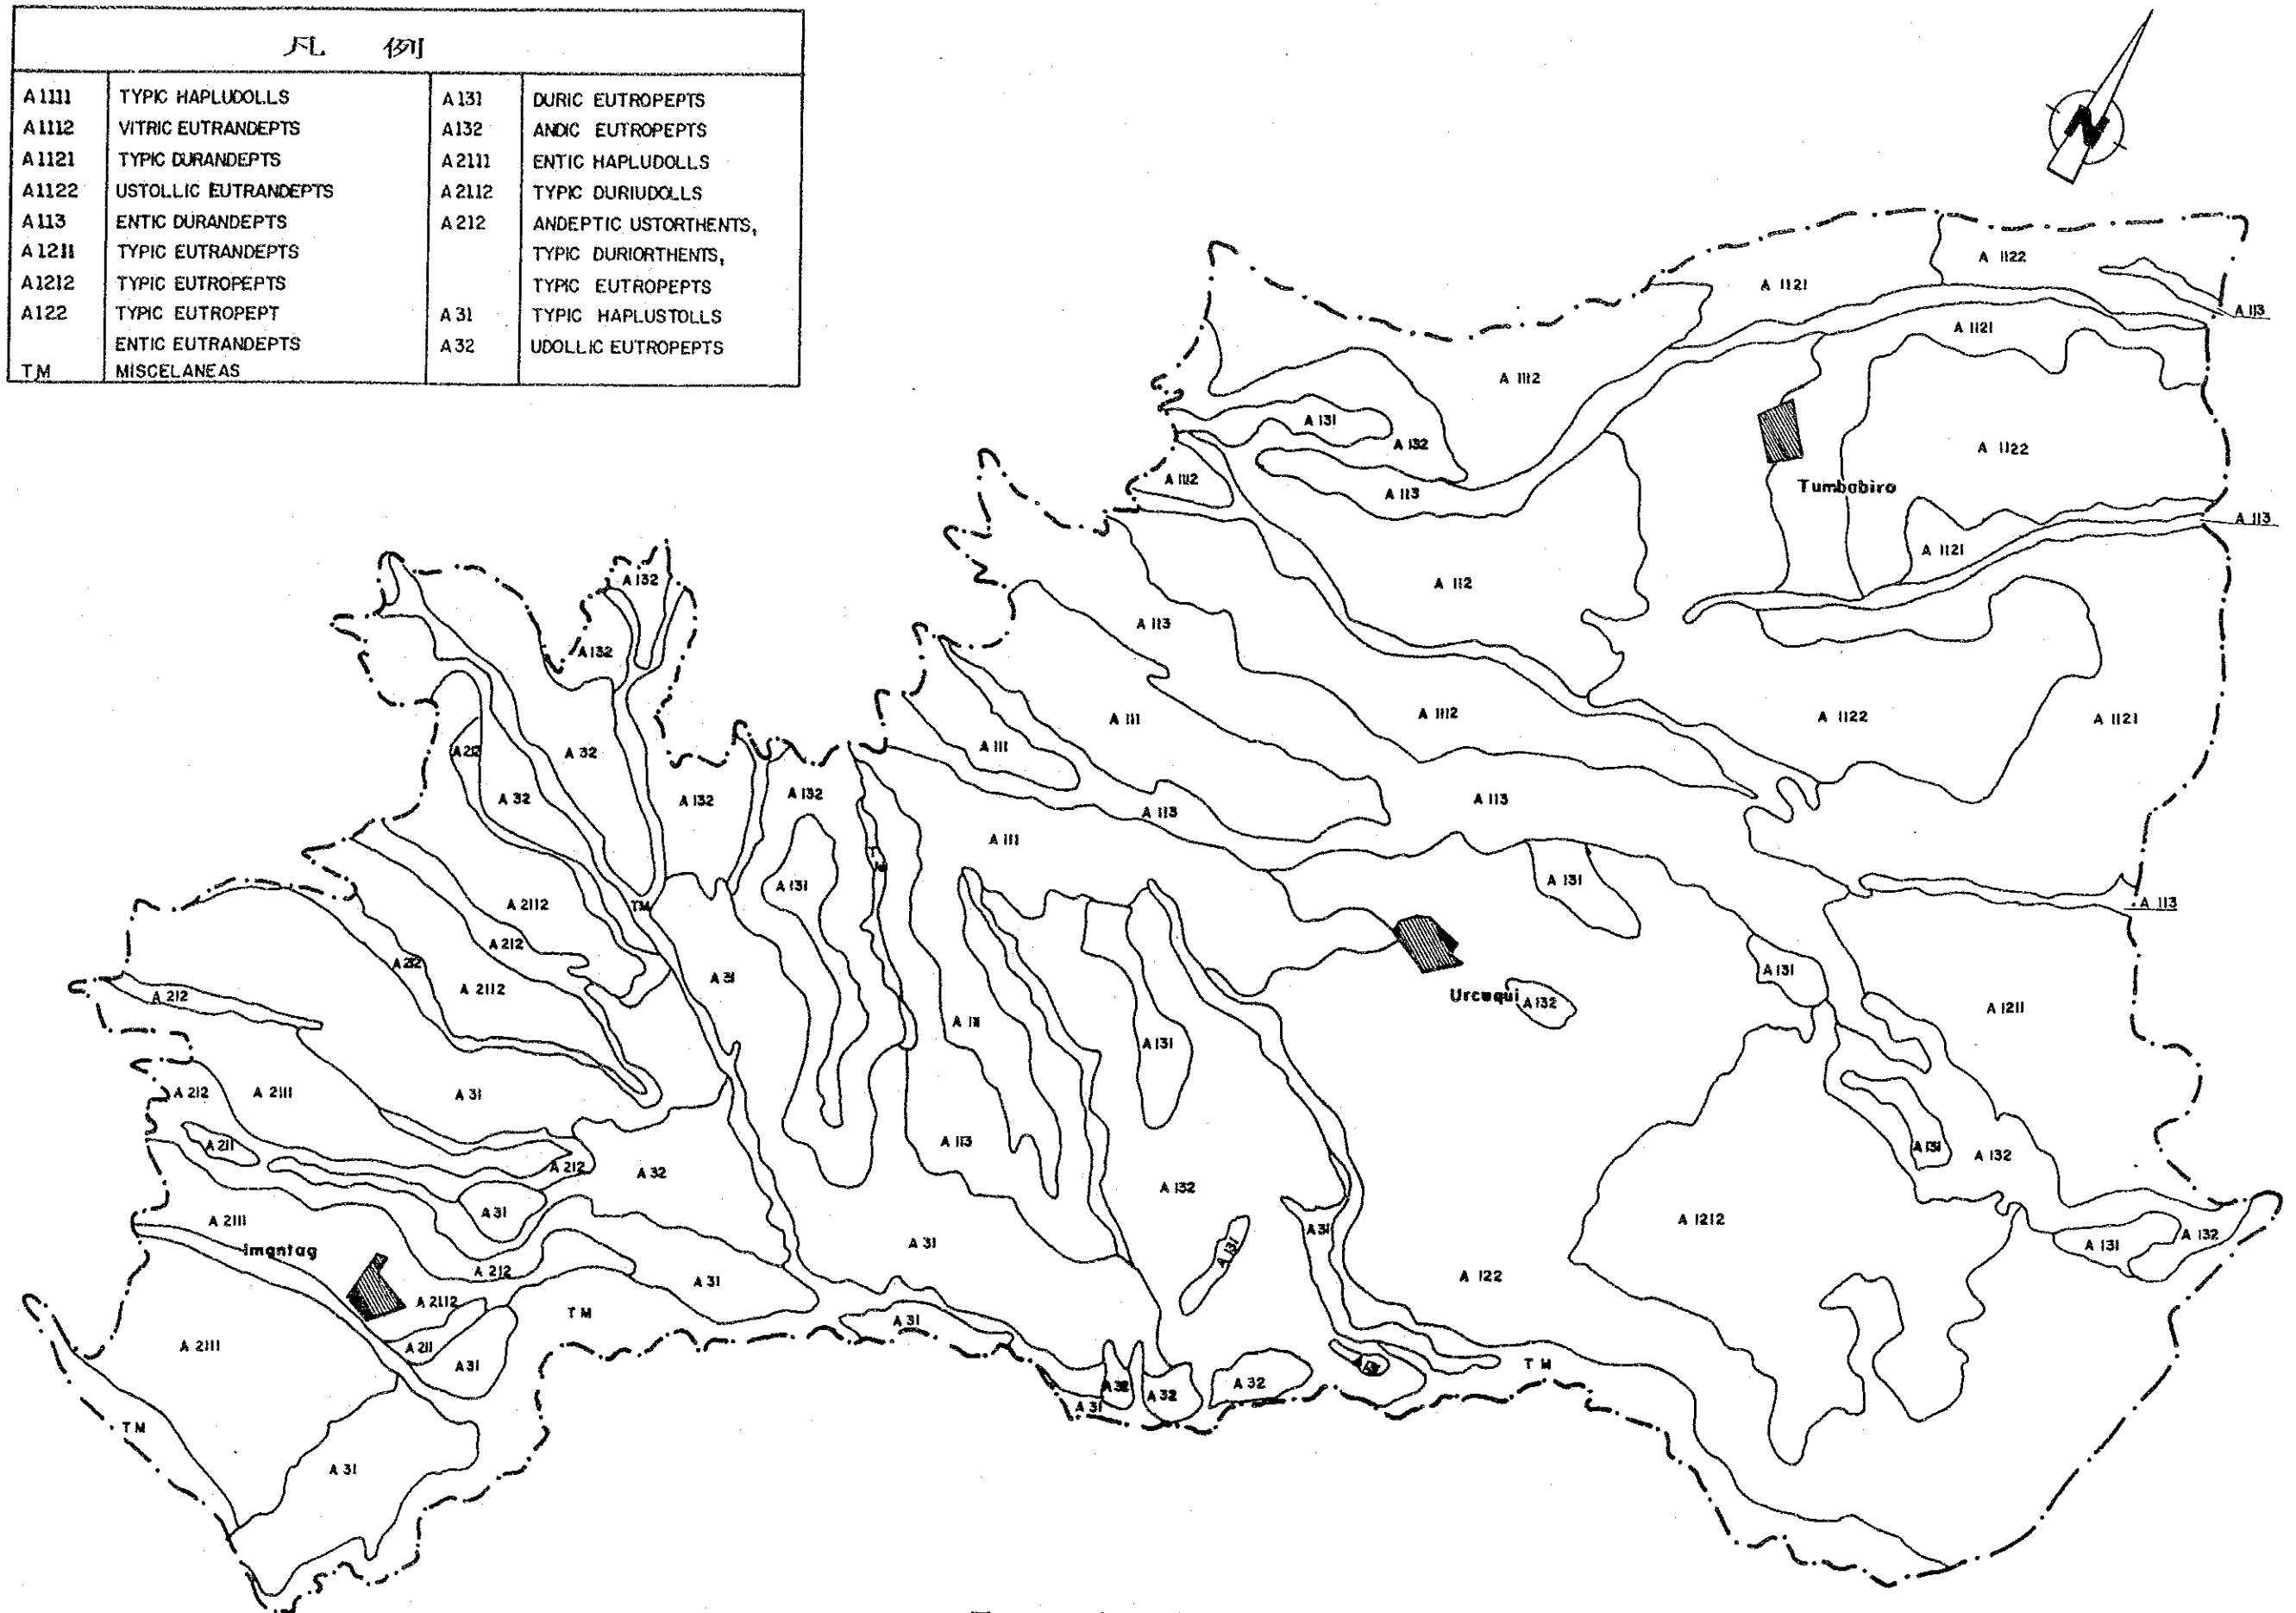 凡 例
A1111 TYPIC HAPLUDOLLS A131 DURIC EUTROPEPTS
A1112 VITRIC EUTRANDEPTS A132 ANDIC EUTROPEPTS
A1121 TYPIC DURANDEPTS A2111 ENTIC HAPLUDOLLS
A1122 USTOLLIC EUTRANDEPTS A2112 TYPIC DURIUDOLLS
A113 ENTIC DURANDEPTS A212 ANDEPTIC USTORTHENTS,
A1211 TYPIC EUTRANDEPTS TYPIC DURIORTHENTS,
A1212 TYPIC EUTROPEPTS TYPIC EUTROPEPTS
A122 TYPIC EUTROPEPT A31 TYPIC HAPLUSTOLLS
ENTIC EUTRANDEPTS A32 UDOLLIC EUTROPEPTS
TM MISCELANEAS
N
A 1122
A 1121
A 113
A 1121
A 1112
A 131
A 132
A 1122
A 1112
A 113
Tumbabiro
A 113
A 1121
A 132
A 112
A 113
A 132
A 1112
A 111
A 1122
A 1121
A 111
A 212
A 32
A 32
A 132
A 132
A 113
A 113
A 111
TM
A 131
A 131
A 2112
TM
A 113
A 212
A 212
A 31
A 131
A 2112
A 212
Urcuqui
A 132
A 1211
A 111
A 131
A 212
A 2111
A 31
A 211
A 113
A 131
A 132
A 212
A 32
A 132
A 31
A 2111
A 1212
Imantag
A 31
A 31
A 131
A 131
A 132
A 212
A 31
A 122
A 2112
TM
A 31
A 2111
A 211
A 31
TM
131
A 32
A 32
A 32
A 31
TM
A 31